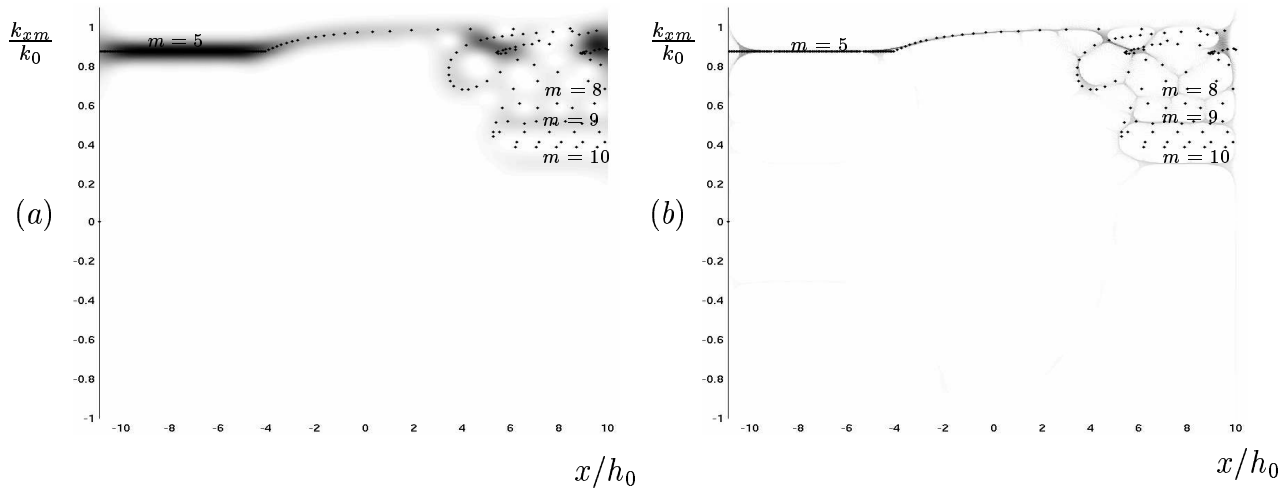 k_{xm}/k_0
1
0.8
0.6
0.4
0.2
0
-0.2
-0.4
-0.6
-0.8
-1
m = 5
m = 8
m = 9
m = 10
(a)
-10 -8 -6 -4 -2 0 2 4 6 8 10
x/h_0
k_{xm}/k_0
1
0.8
0.6
0.4
0.2
0
-0.2
-0.4
-0.6
-0.8
-1
m = 5
m = 8
m = 9
m = 10
(b)
-10 -8 -6 -4 -2 0 2 4 6 8 10
x/h_0